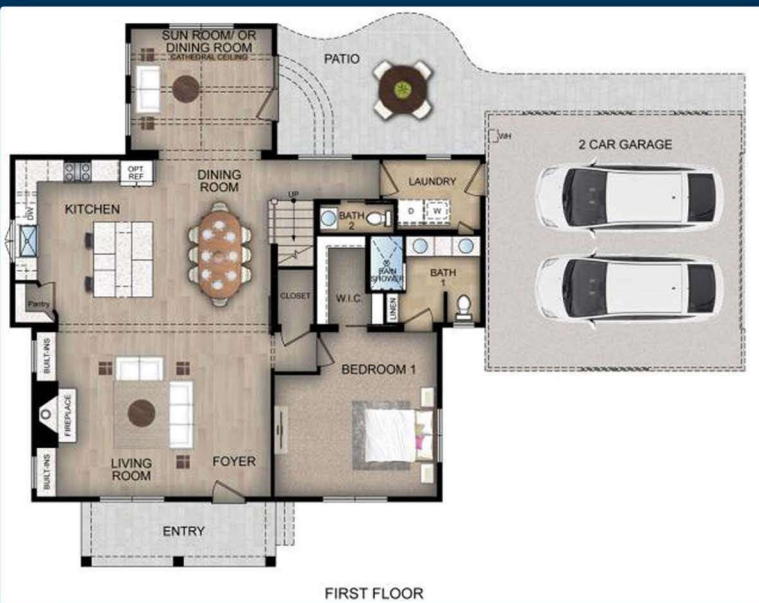 SUN ROOM/ OR
DINING ROOM
CATHEDRAL CEILING
PATIO
WH
2 CAR GARAGE
OPT
REF
DINING
ROOM
LAUNDRY
UP
D
W
KITCHEN
DW
BATH
2
RAIN
SHOWER
BATH
1
Pantry
CLOSET
W.I.C.
LINEN
BUILT-INS
BEDROOM 1
FIREPLACE
BUILT-INS
LIVING
ROOM
FOYER
ENTRY
FIRST FLOOR